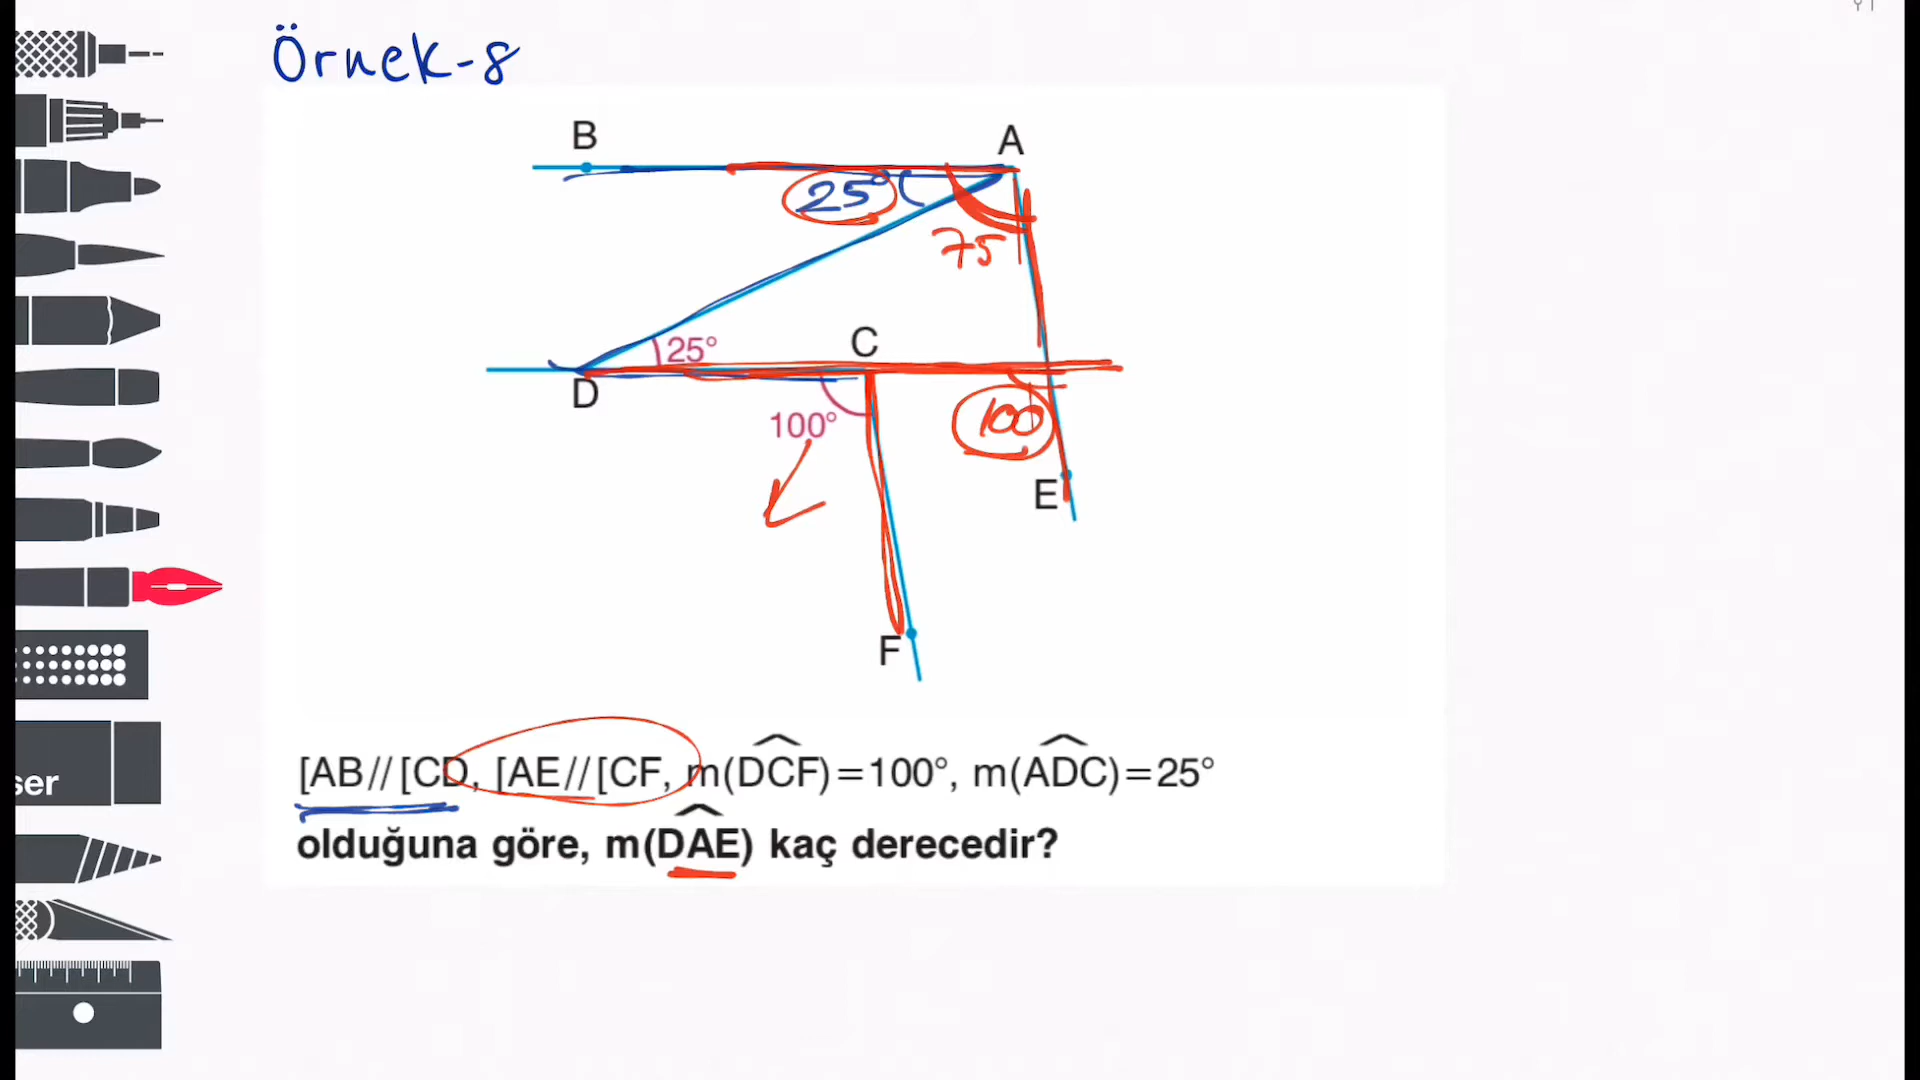 Örnek-8
B
A
25°
75
25°
C
D
100°
100
E
F
[AB // [CD, [AE // [CF, m(DCF) = 100°, m(ADC) = 25°
olduğuna göre, m(DAE) kaç derecedir?
ser